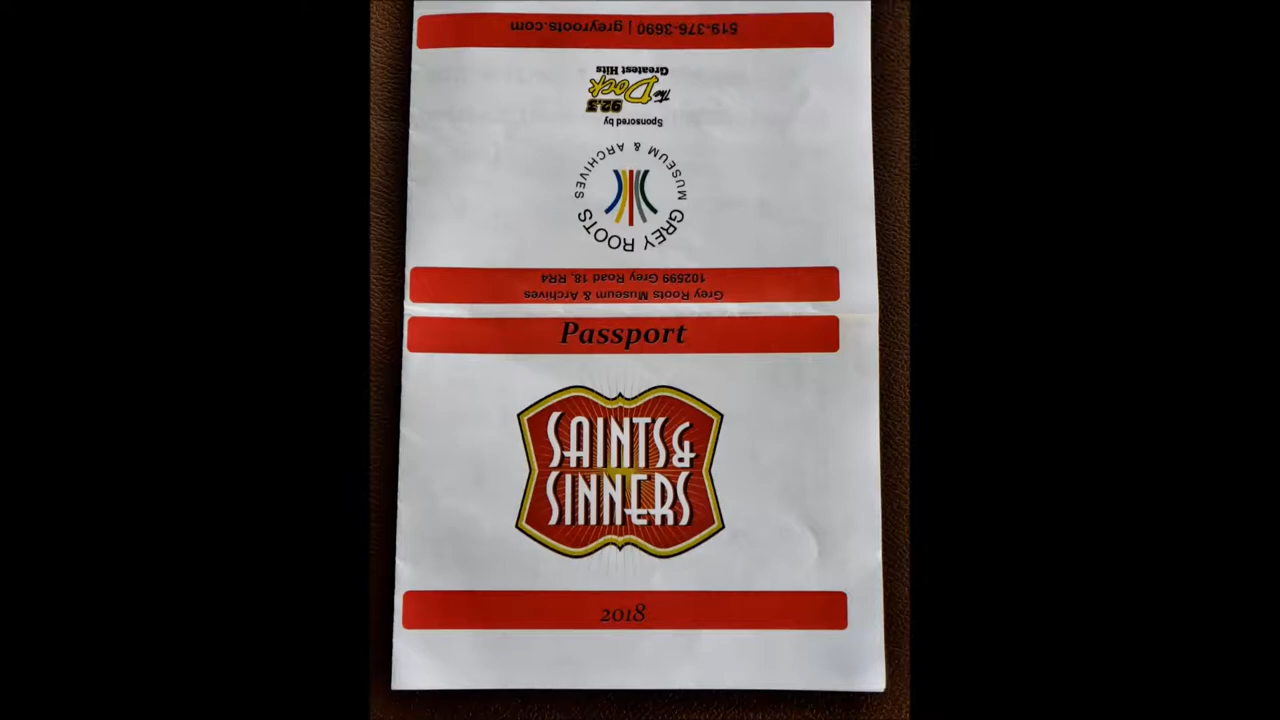 519-376-3690 | greyroots.com
Greatest Hits
The Dock
92.3
Sponsored by
MUSEUM & ARCHIVES
GREY ROOTS
102599 Grey Road 18, RR4
Grey Roots Museum & Archives
Passport
SAINTS &
SINNERS
2018